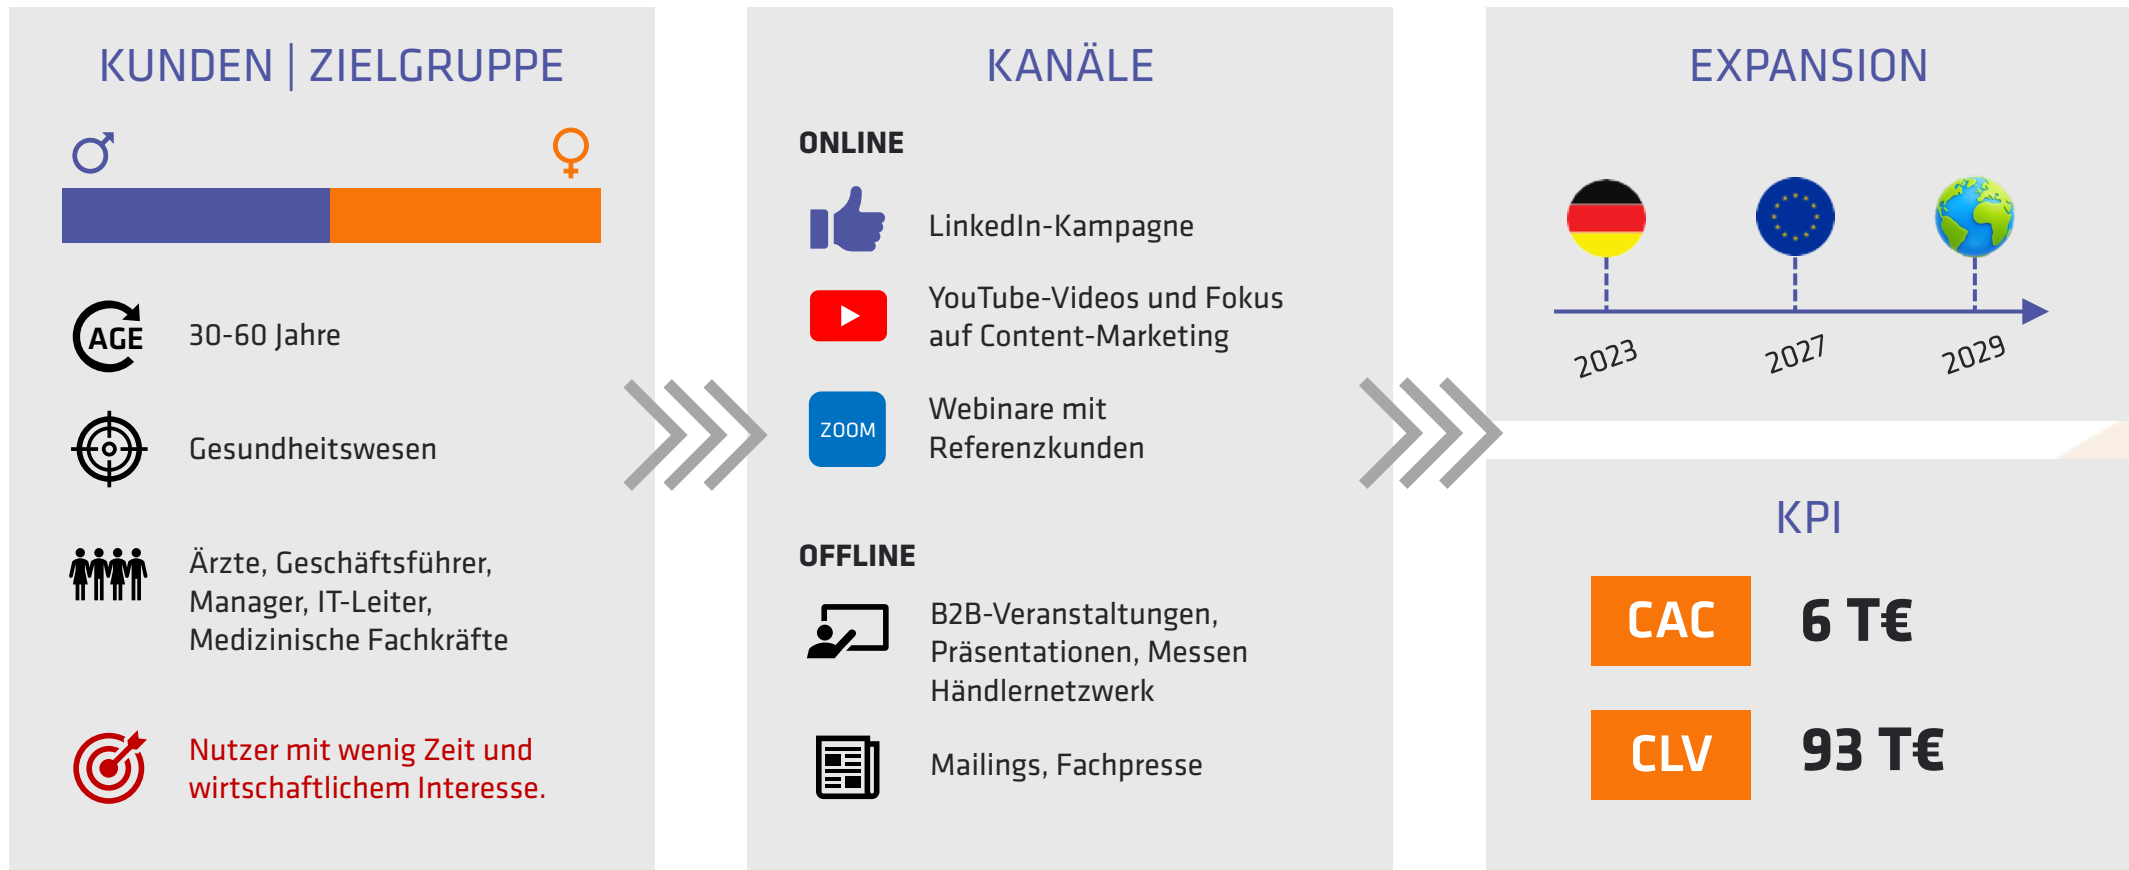 KUNDEN | ZIELGRUPPE
AGE
30-60 Jahre
Gesundheitswesen
Ärzte, Geschäftsführer,
Manager, IT-Leiter,
Medizinische Fachkräfte
Nutzer mit wenig Zeit und
wirtschaftlichem Interesse.
KANÄLE
ONLINE
LinkedIn-Kampagne
YouTube-Videos und Fokus
auf Content-Marketing
ZOOM
Webinare mit
Referenzkunden
OFFLINE
B2B-Veranstaltungen,
Präsentationen, Messen
Händlernetzwerk
Mailings, Fachpresse
EXPANSION
2023
2027
2029
KPI
CAC
6 T€
CLV
93 T€